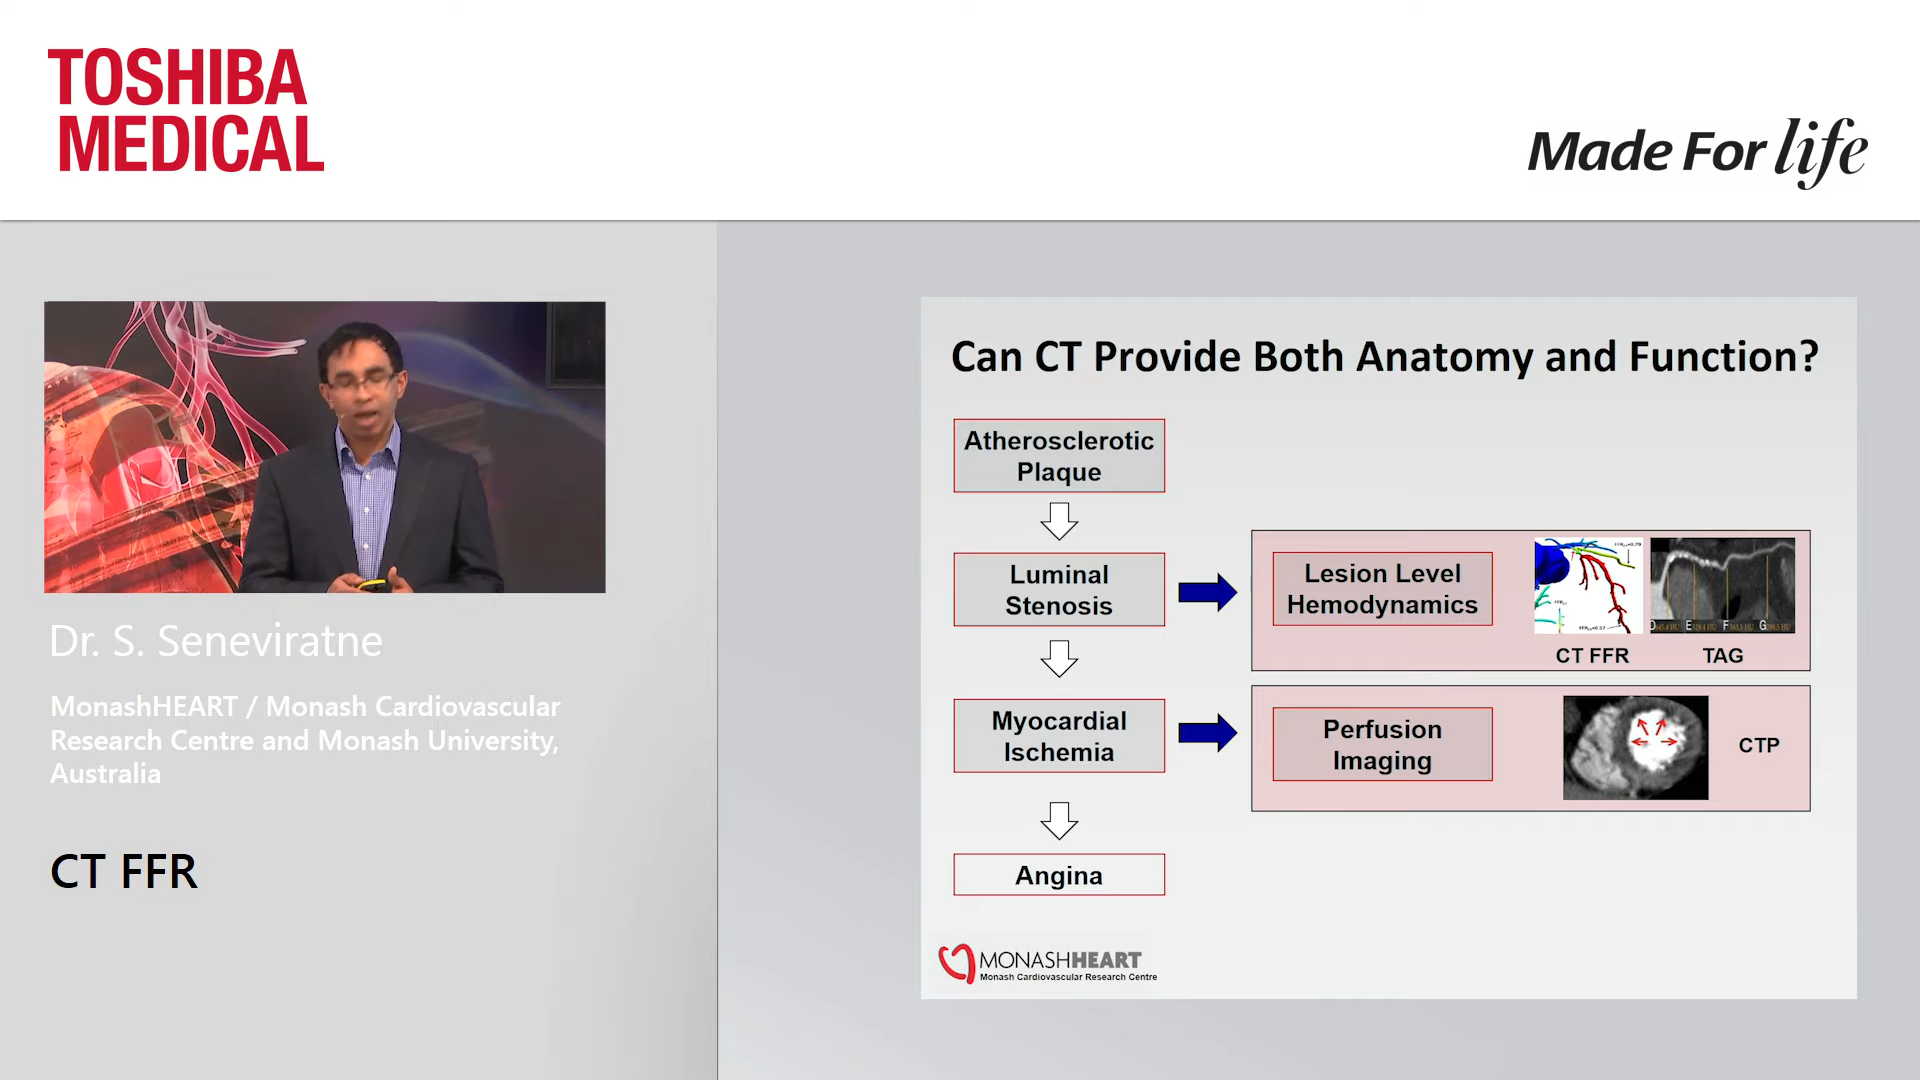 TOSHIBA
MEDICAL
Made For life
Dr. S. Seneviratne
MonashHEART / Monash Cardiovascular
Research Centre and Monash University,
Australia
CT FFR
Can CT Provide Both Anatomy and Function?
Atherosclerotic
Plaque
Luminal
Stenosis
Lesion Level
Hemodynamics
CT FFR
TAG
D E F G
Myocardial
Ischemia
Perfusion
Imaging
CTP
Angina
MONASHHEART
Monash Cardiovascular Research Centre